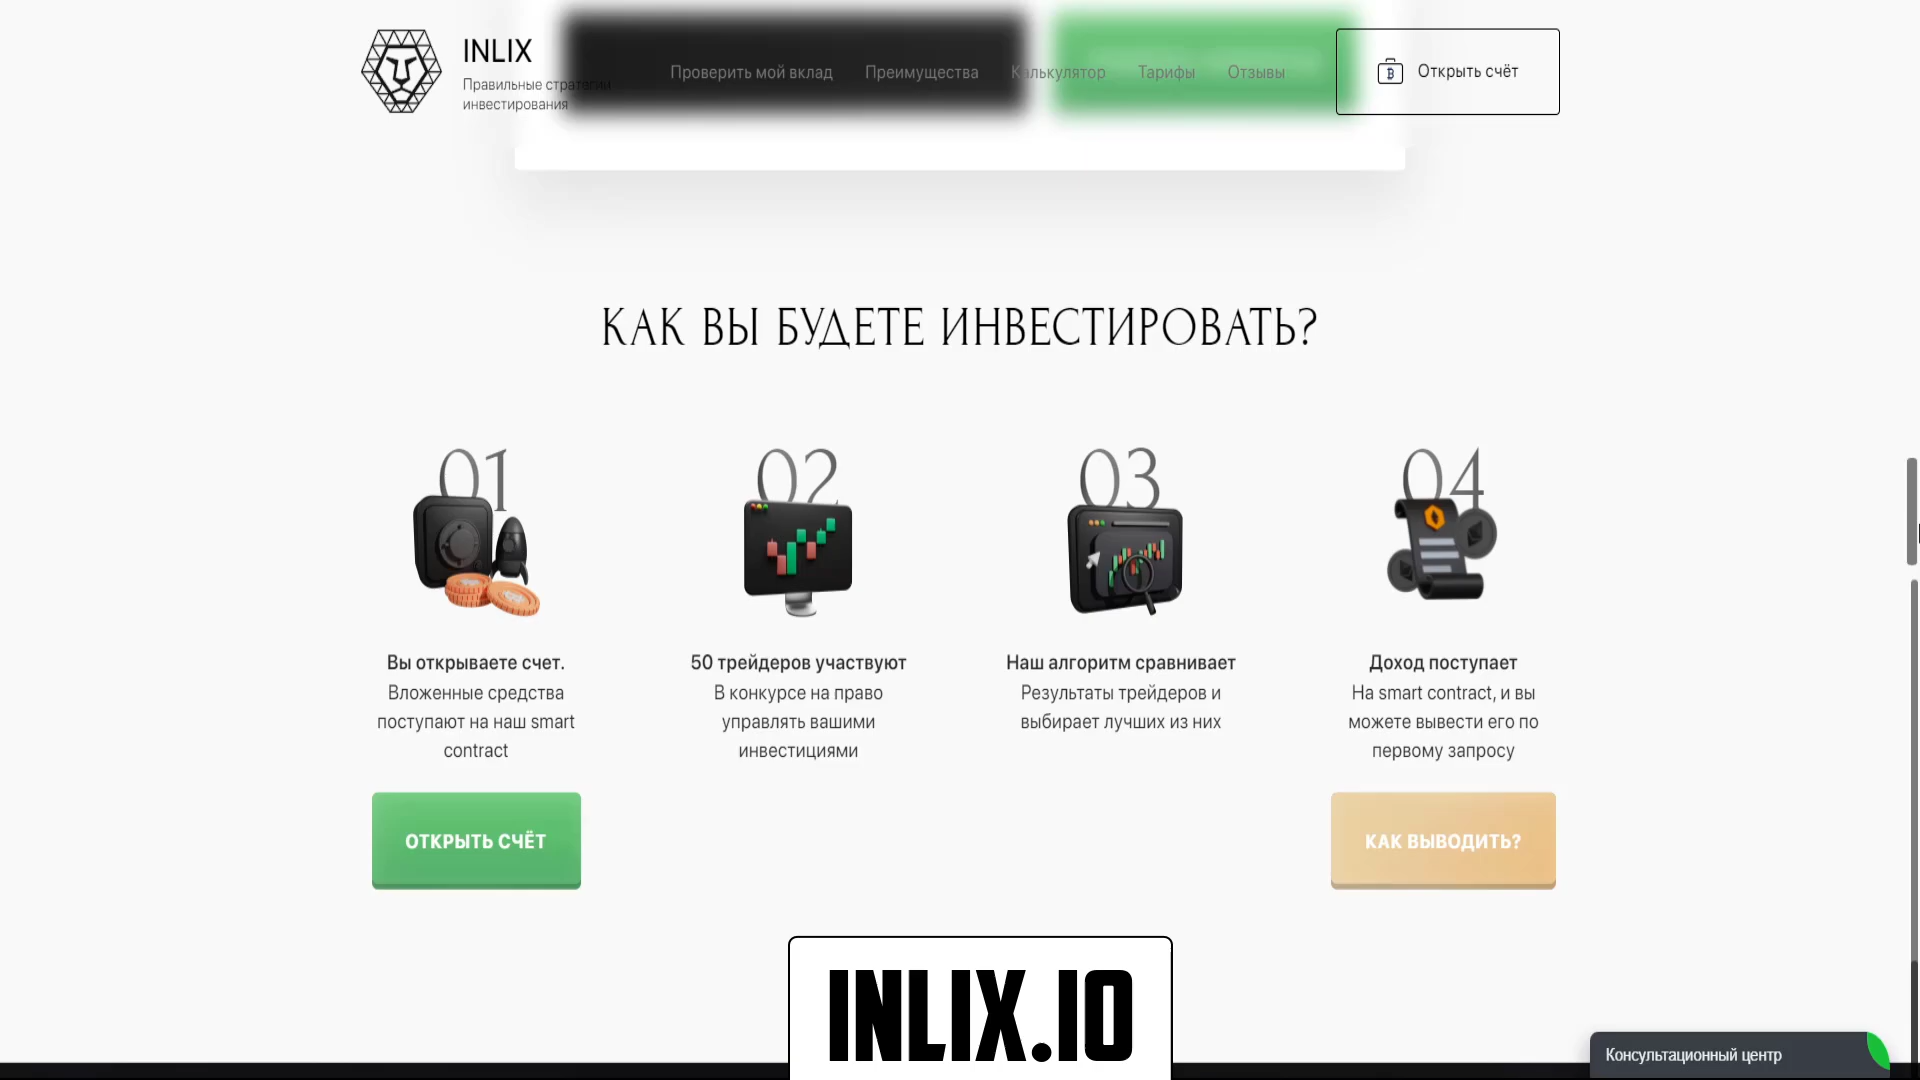 INLIX
Правильные стратегии
инвестирования
Проверить мой вклад
Преимущества
Калькулятор
Тарифы
Отзывы
Открыть счёт
КАК ВЫ БУДЕТЕ ИНВЕСТИРОВАТЬ?
01
Вы открываете счет.
Вложенные средства
поступают на наш smart
contract
ОТКРЫТЬ СЧЁТ
02
50 трейдеров участвуют
В конкурсе на право
управлять вашими
инвестициями
03
Наш алгоритм сравнивает
Результаты трейдеров и
выбирает лучших из них
04
Доход поступает
На smart contract, и вы
можете вывести его по
первому запросу
КАК ВЫВОДИТЬ?
INLIX.IO
Консультационный центр